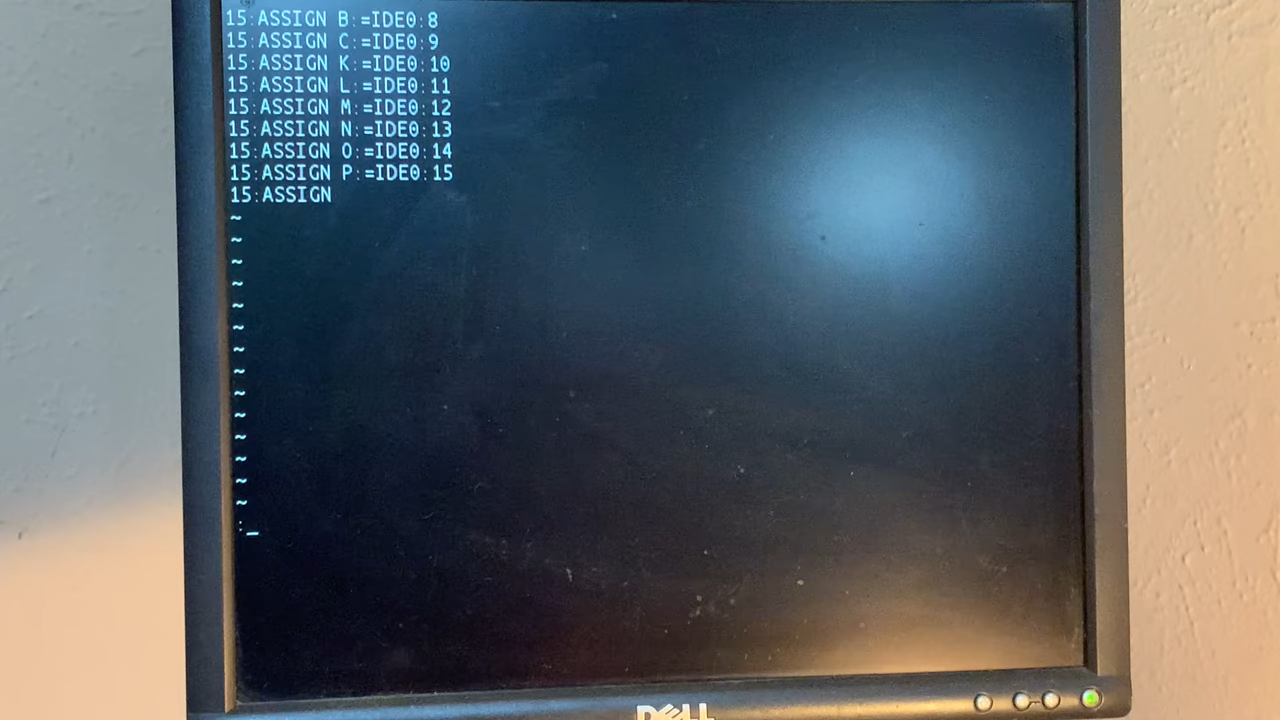 15:ASSIGN B:=IDE0:8
15:ASSIGN C:=IDE0:9
15:ASSIGN K:=IDE0:10
15:ASSIGN L:=IDE0:11
15:ASSIGN M:=IDE0:12
15:ASSIGN N:=IDE0:13
15:ASSIGN O:=IDE0:14
15:ASSIGN P:=IDE0:15
15:ASSIGN
~
~
~
~
~
~
~
~
~
~
~
~
~
~
:_
DELL